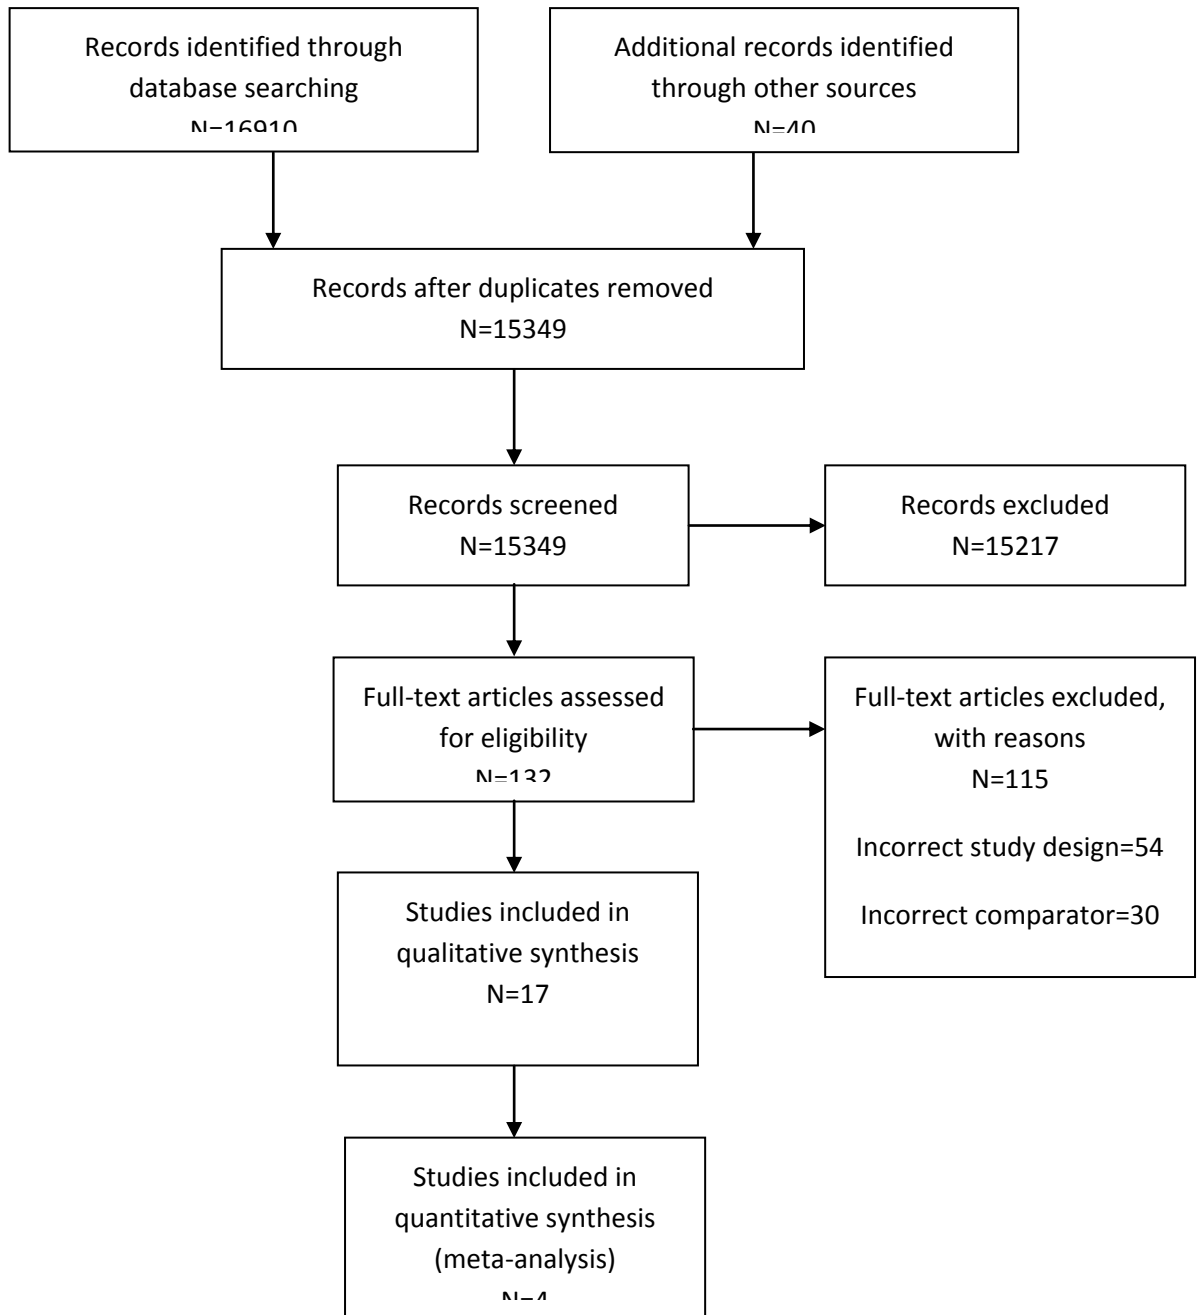 Records identified through
database searching
N=16910
Additional records identified
through other sources
N=40
Records after duplicates removed
N=15349
Records screened
N=15349
Records excluded
N=15217
Full-text articles assessed
for eligibility
N=132
Full-text articles excluded,
with reasons
N=115
Incorrect study design=54
Incorrect comparator=30
Studies included in
qualitative synthesis
N=17
Studies included in
quantitative synthesis
(meta-analysis)
N=4